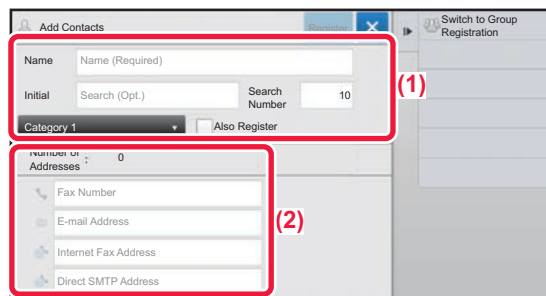 Add Contacts
Register
Switch to Group
Registration
Name
Name (Required)
(1)
Initial
Search (Opt.)
Search
Number
10
Category 1
Also Register
Number of
Addresses
:
0
Fax Number
E-mail Address
(2)
Internet Fax Address
Direct SMTP Address